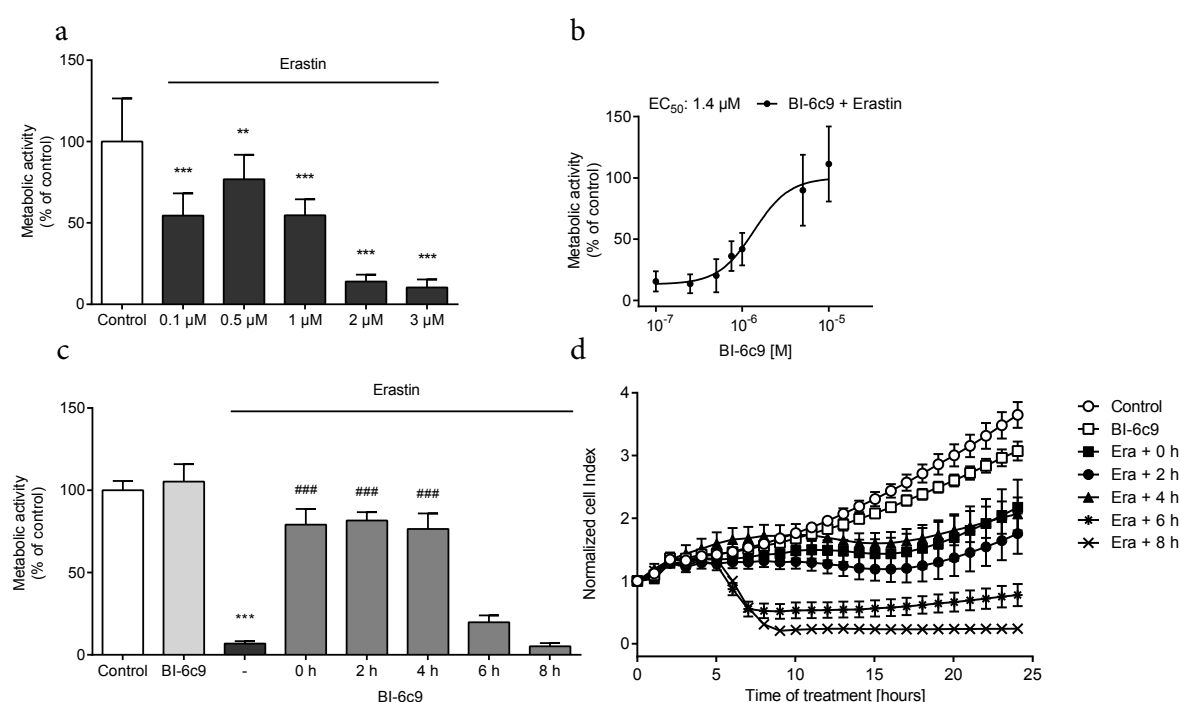 a
Erastin
150
100
50
0
Metabolic activity
(% of control)
***
**
***
***
***
Control 0.1 µM 0.5 µM 1 µM 2 µM 3 µM
b
EC50: 1.4 µM BI-6c9 + Erastin
150
100
50
0
Metabolic activity
(% of control)
10-7 10-6 10-5
BI-6c9 [M]
c
Erastin
150
100
50
0
Metabolic activity
(% of control)
***
###
###
###
Control BI-6c9 - 0 h 2 h 4 h 6 h 8 h
BI-6c9
d
4
3
2
1
0
Normalized cell Index
0 5 10 15 20 25
Time of treatment [hours]
Control
BI-6c9
Era + 0 h
Era + 2 h
Era + 4 h
Era + 6 h
Era + 8 h